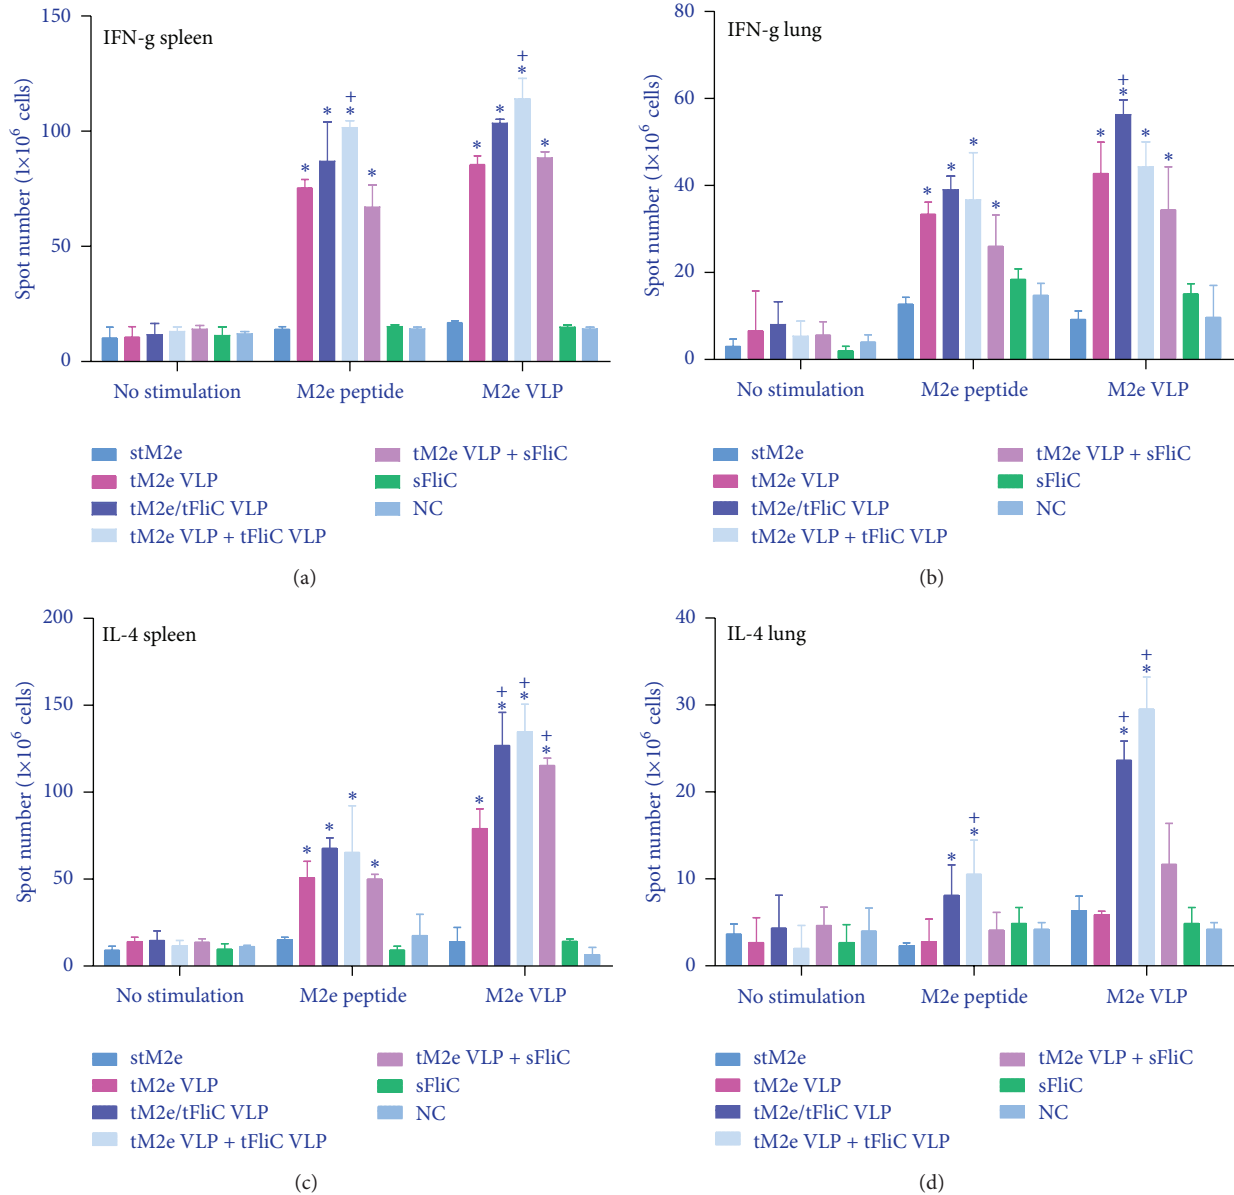 IFN-g spleen
Spot number (1×10⁶ cells)
150
100
50
0
+
*
*
+
*
*
*
*
*
*
No stimulation
M2e peptide
M2e VLP
stM2e
tM2e VLP
tM2e/tFliC VLP
tM2e VLP + tFliC VLP
tM2e VLP + sFliC
sFliC
NC
(a)
IFN-g lung
Spot number (1×10⁶ cells)
80
60
40
20
0
*
*
*
*
*
+
*
*
*
No stimulation
M2e peptide
M2e VLP
stM2e
tM2e VLP
tM2e/tFliC VLP
tM2e VLP + tFliC VLP
tM2e VLP + sFliC
sFliC
NC
(b)
IL-4 spleen
Spot number (1×10⁶ cells)
200
150
100
50
0
*
*
*
*
*
+
*
+
*
+
*
No stimulation
M2e peptide
M2e VLP
stM2e
tM2e VLP
tM2e/tFliC VLP
tM2e VLP + tFliC VLP
tM2e VLP + sFliC
sFliC
NC
(c)
IL-4 lung
Spot number (1×10⁶ cells)
40
30
20
10
0
*
+
*
+
*
+
*
No stimulation
M2e peptide
M2e VLP
stM2e
tM2e VLP
tM2e/tFliC VLP
tM2e VLP + tFliC VLP
tM2e VLP + sFliC
sFliC
NC
(d)